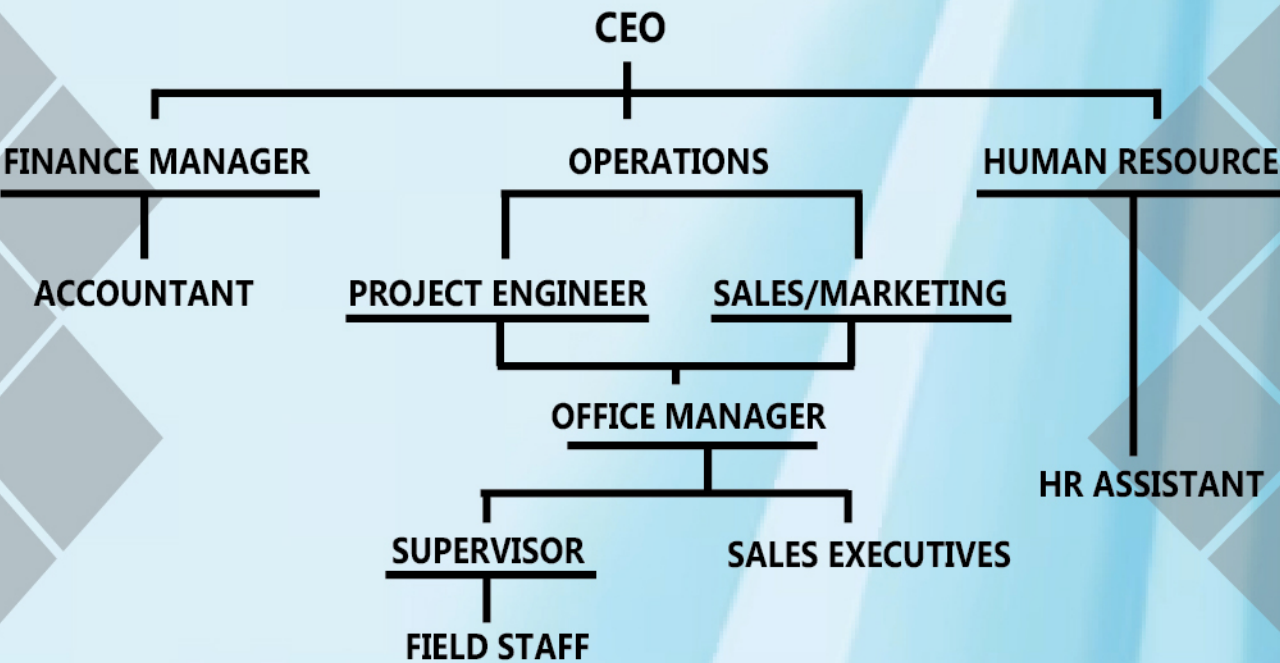 CEO
FINANCE MANAGER
OPERATIONS
HUMAN RESOURCE
ACCOUNTANT
PROJECT ENGINEER
SALES/MARKETING
OFFICE MANAGER
HR ASSISTANT
SUPERVISOR
SALES EXECUTIVES
FIELD STAFF